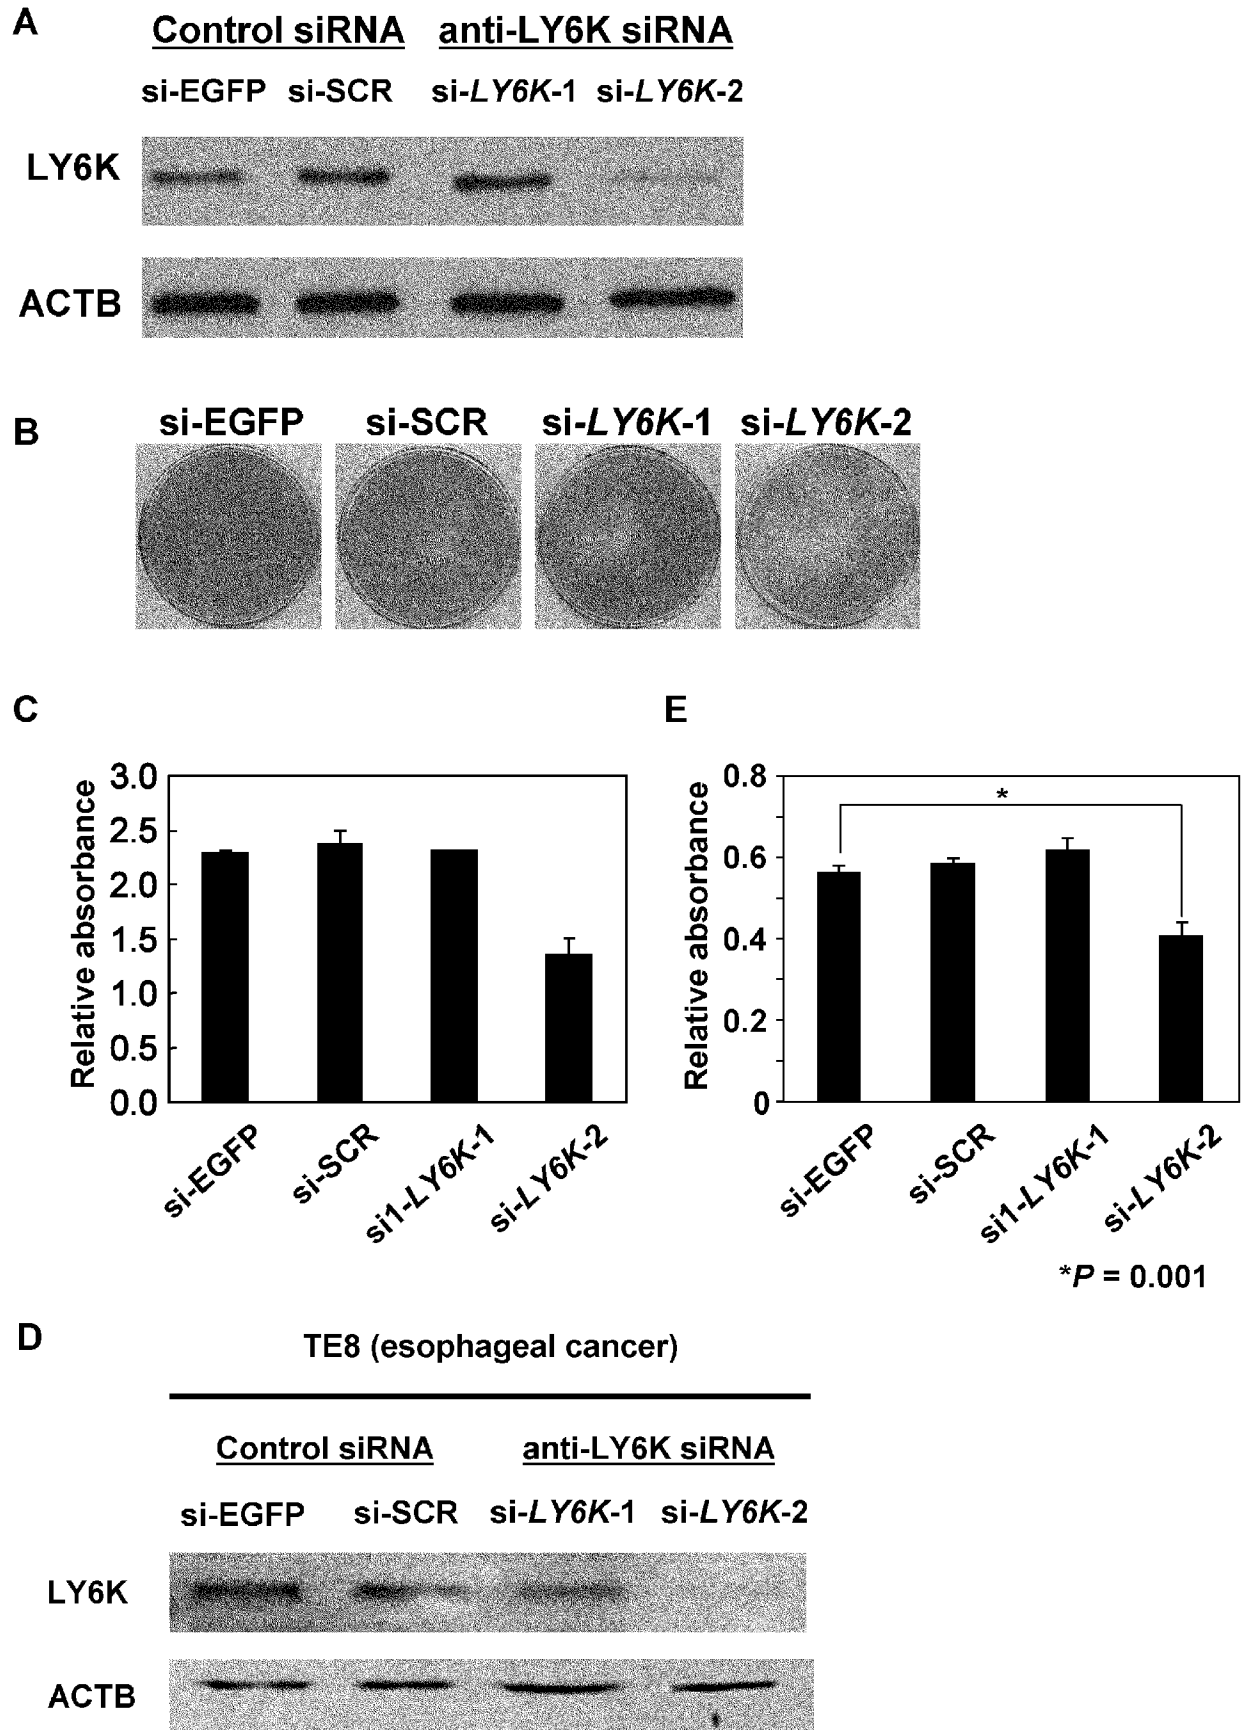 A
Control siRNA anti-LY6K siRNA
si-EGFP si-SCR si-LY6K-1 si-LY6K-2
LY6K
ACTB
B
si-EGFP si-SCR si-LY6K-1 si-LY6K-2
C
Relative absorbance
3.0
2.5
2.0
1.5
1.0
0.5
0.0
si-EGFP si-SCR si1-LY6K-1 si-LY6K-2
E
Relative absorbance
0.8
0.6
0.4
0.2
0
*
si-EGFP si-SCR si1-LY6K-1 si-LY6K-2
*P = 0.001
D
TE8 (esophageal cancer)
Control siRNA anti-LY6K siRNA
si-EGFP si-SCR si-LY6K-1 si-LY6K-2
LY6K
ACTB